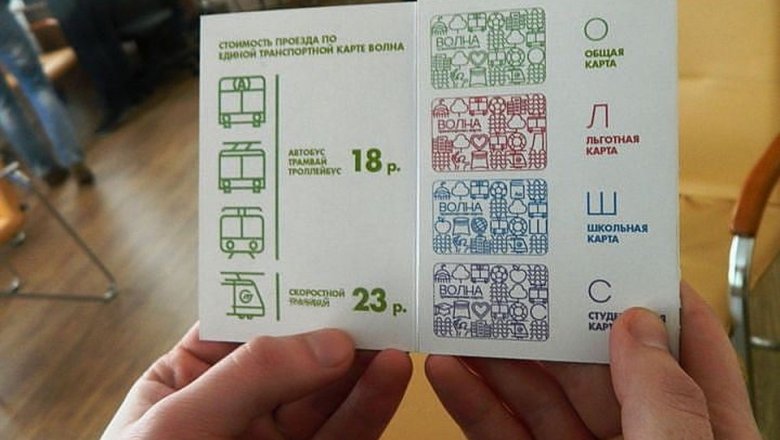 СТОИМОСТЬ ПРОЕЗДА ПО
ЕДИНОЙ ТРАНСПОРТНОЙ КАРТЕ ВОЛНА
А
АВТОБУС
ТРАМВАЙ
ТРОЛЛЕЙБУС
18 р.
СКОРОСТНОЙ
ТРАМВАЙ
23 р.
ВОЛНА
О
ОБЩАЯ
КАРТА
ВОЛНА
Л
ЛЬГОТНАЯ
КАРТА
ВОЛНА
Ш
ШКОЛЬНАЯ
КАРТА
ВОЛНА
С